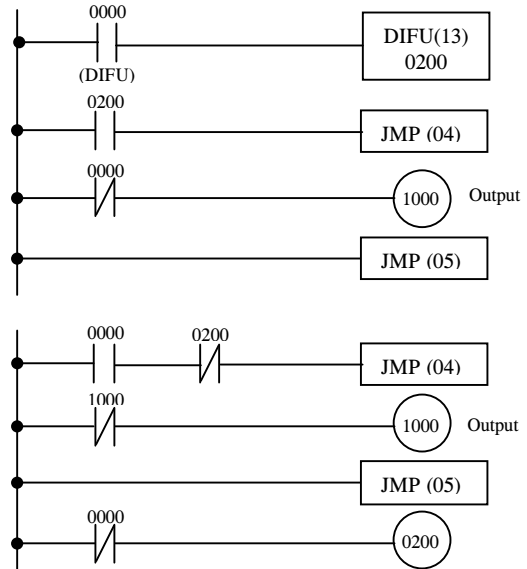 0000
DIFU(13)
0200
(DIFU)
0200
JMP (04)
0000
1000 Output
JMP (05)
0000 0200
JMP (04)
1000
1000 Output
JMP (05)
0000
0200